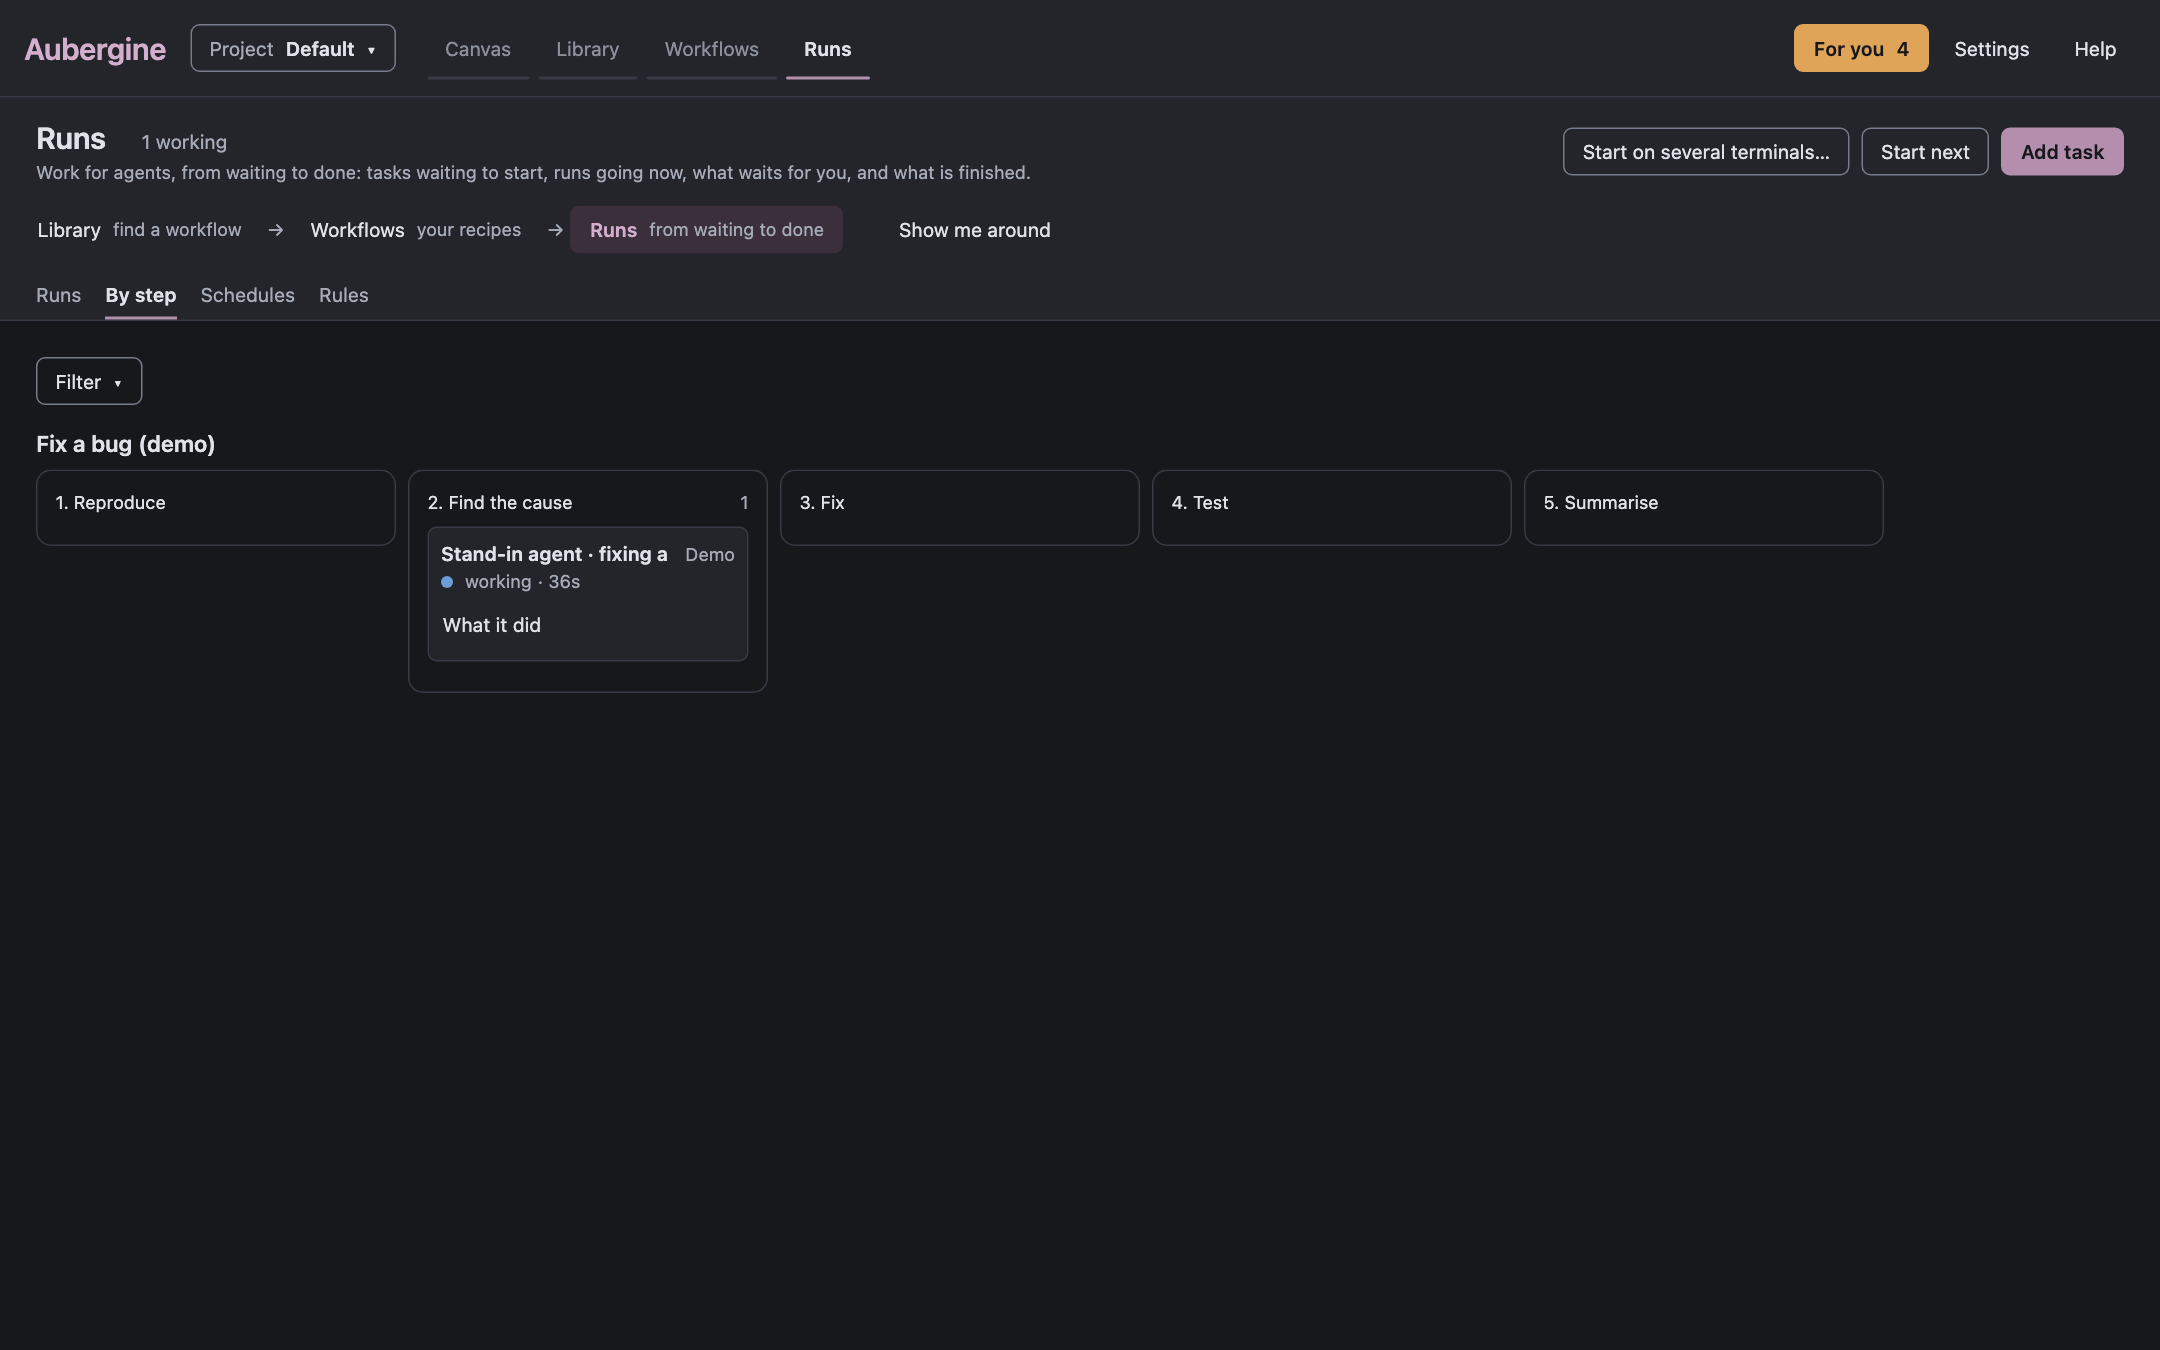 Aubergine Project Default ▾ Canvas Library Workflows Runs For you 4 Settings Help
Runs 1 working
Work for agents, from waiting to done: tasks waiting to start, runs going now, what waits for you, and what is finished.
Start on several terminals... Start next Add task
Library find a workflow → Workflows your recipes → Runs from waiting to done Show me around
Runs By step Schedules Rules
Filter ▾
Fix a bug (demo)
1. Reproduce
2. Find the cause 1
Stand-in agent · fixing a Demo
working · 36s
What it did
3. Fix
4. Test
5. Summarise